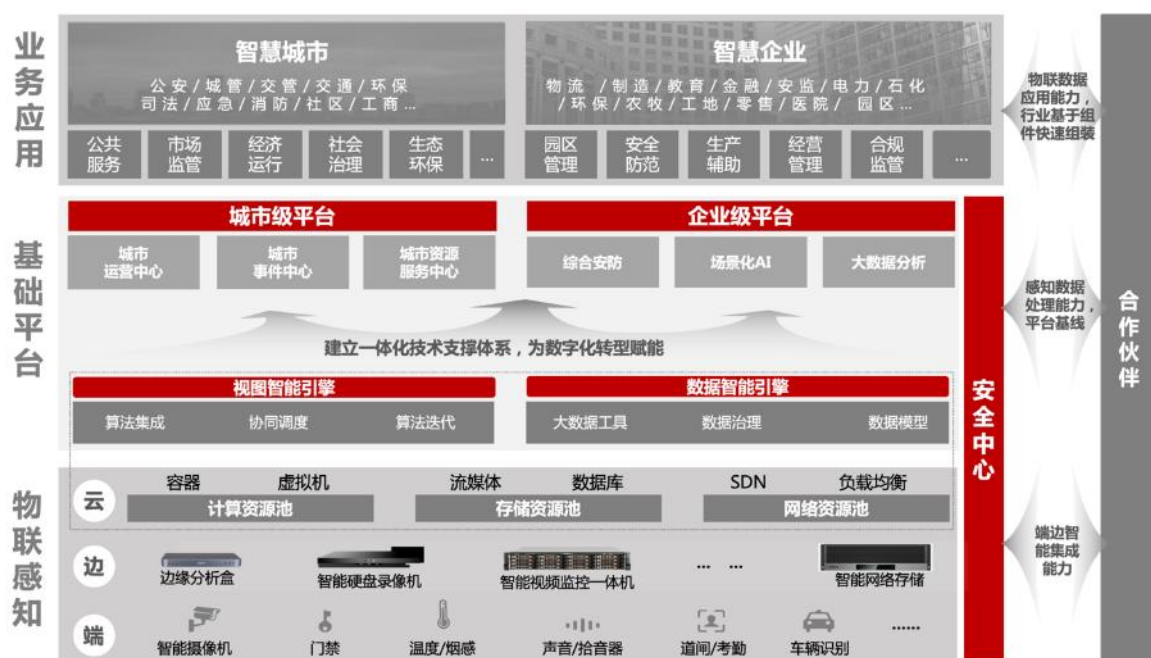 业务应用
智慧城市
公安/城管/交管/交通/环保
司法/应急/消防/社区/工商...
公共
服务
市场
监管
经济
运行
社会
治理
生态
环保
...
智慧企业
物流 /制造/教育/金融/安监/电力/石化
/环保/农牧/工地/零售/医院/ 园区...
园区
管理
安全
防范
生产
辅助
经营
管理
合规
监管
...
物联数据
应用能力，
行业基于组
件快速组装
基础平台
城市级平台
城市
运营中心
城市
事件中心
城市资源
服务中心
企业级平台
综合安防
场景化AI
大数据分析
建立一体化技术支撑体系，为数字化转型赋能
视图智能引擎
算法集成
协同调度
算法迭代
数据智能引擎
大数据工具
数据治理
数据模型
安全中心
感知数据
处理能力，
平台基线
合作伙伴
物联感知
云
容器
虚拟机
计算资源池
流媒体
数据库
存储资源池
SDN
负载均衡
网络资源池
边
边缘分析盒
智能硬盘录像机
智能视频监控一体机
... ...
智能网络存储
端
智能摄像机
门禁
温度/烟感
声音/拾音器
道闸/考勤
车辆识别
......
端边智
能集成
能力